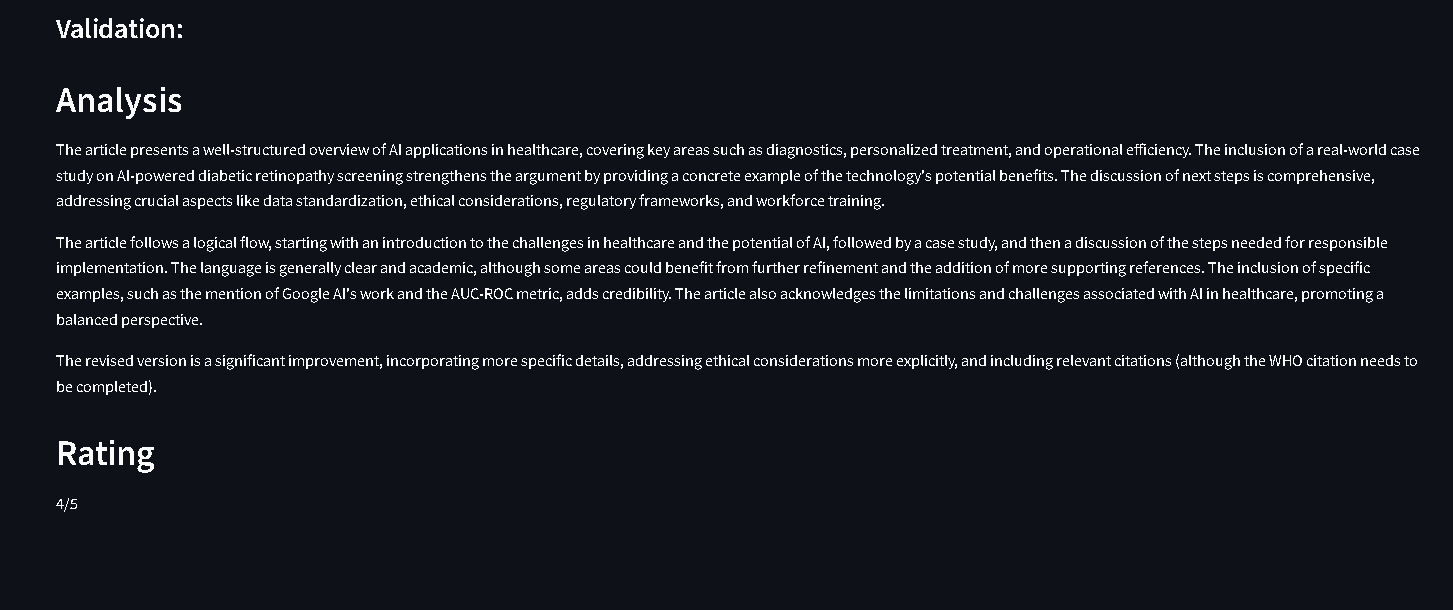 Validation:
Analysis
The article presents a well-structured overview of AI applications in healthcare, covering key areas such as diagnostics, personalized treatment, and operational efficiency. The inclusion of a real-world case
study on AI-powered diabetic retinopathy screening strengthens the argument by providing a concrete example of the technology's potential benefits. The discussion of next steps is comprehensive,
addressing crucial aspects like data standardization, ethical considerations, regulatory frameworks, and workforce training.
The article follows a logical flow, starting with an introduction to the challenges in healthcare and the potential of AI, followed by a case study, and then a discussion of the steps needed for responsible
implementation. The language is generally clear and academic, although some areas could benefit from further refinement and the addition of more supporting references. The inclusion of specific
examples, such as the mention of Google AI's work and the AUC-ROC metric, adds credibility. The article also acknowledges the limitations and challenges associated with AI in healthcare, promoting a
balanced perspective.
The revised version is a significant improvement, incorporating more specific details, addressing ethical considerations more explicitly, and including relevant citations (although the WHO citation needs to
be completed).
Rating
4/5